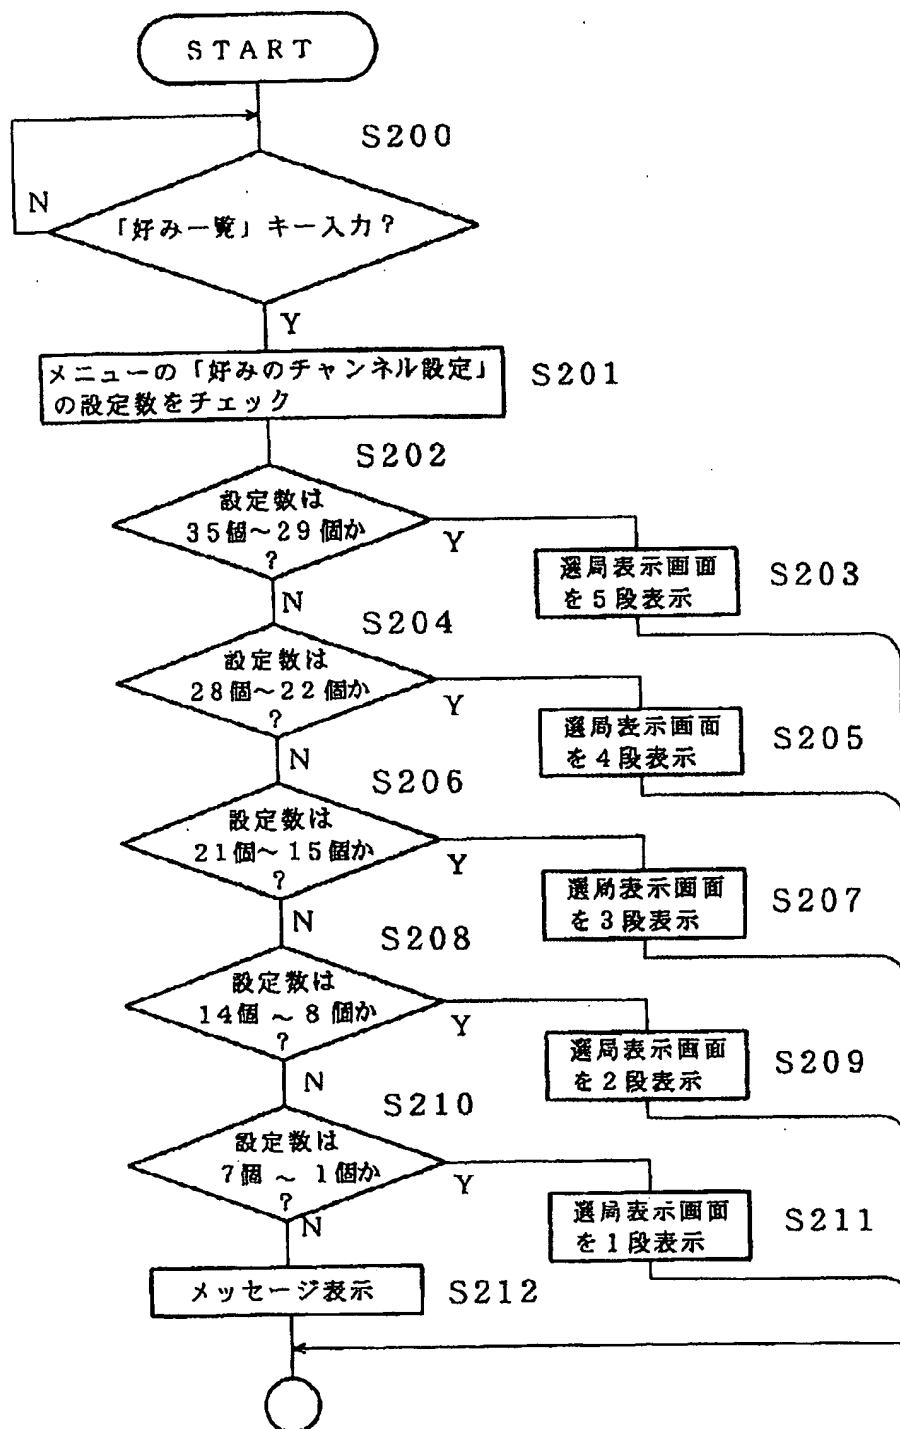 START
S200
N
「好み一覧」キー入力?
Y
メニューの「好みのチャンネル設定」
の設定数をチェック
S201
S202
設定数は
35個～29個か
?
Y
N
選局表示画面
を5段表示
S203
S204
設定数は
28個～22個か
?
Y
N
選局表示画面
を4段表示
S205
S206
設定数は
21個～15個か
?
Y
N
選局表示画面
を3段表示
S207
S208
設定数は
14個～8個か
?
Y
N
選局表示画面
を2段表示
S209
S210
設定数は
7個～1個か
?
Y
N
選局表示画面
を1段表示
S211
メッセージ表示
S212